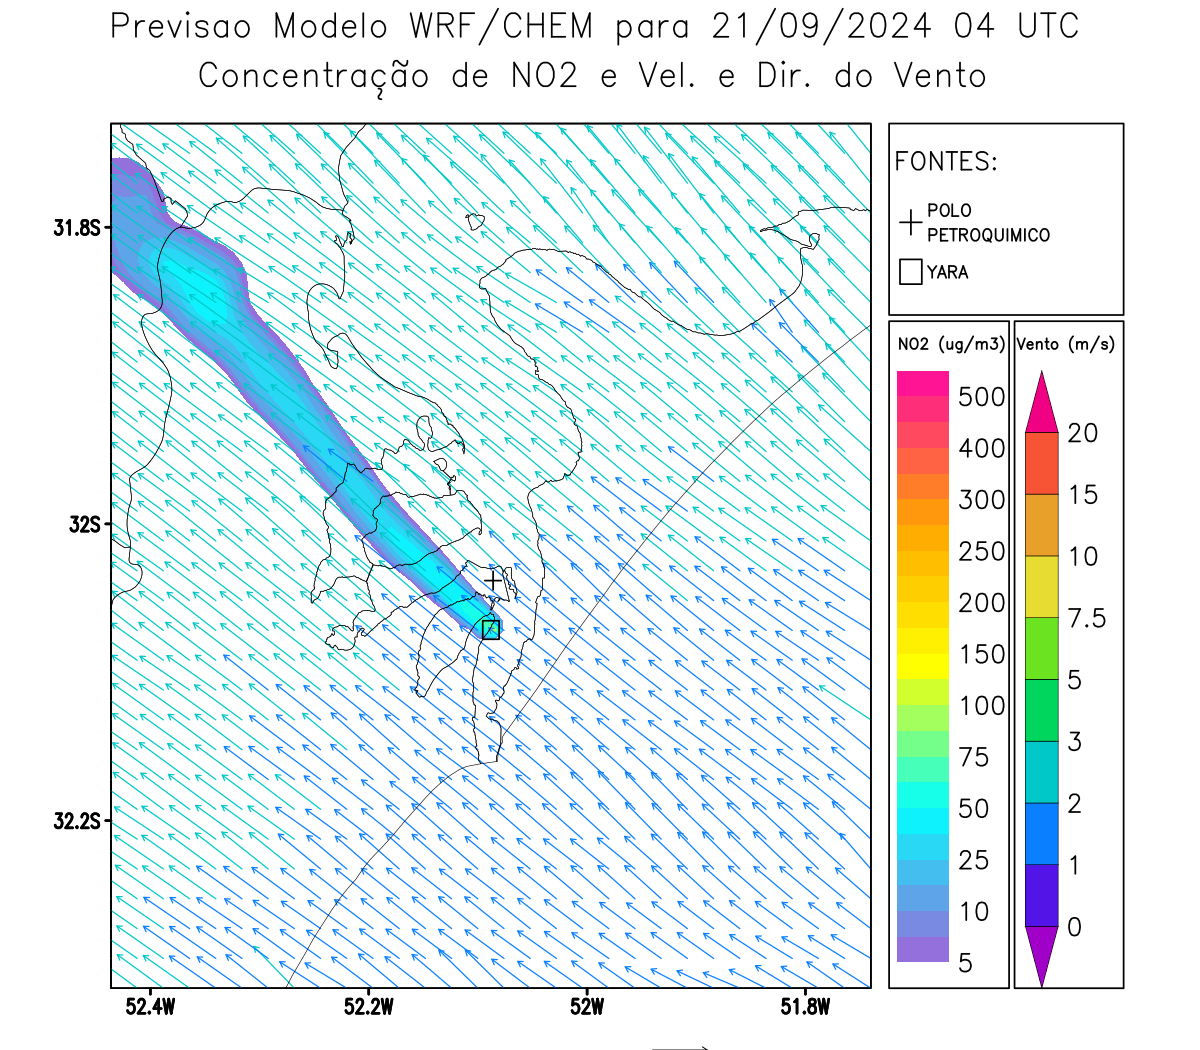 Previsao Modelo WRF/CHEM para 21/09/2024 04 UTC
Concentração de NO2 e Vel. e Dir. do Vento
FONTES:
POLO
PETROQUIMICO
YARA
31.8S
32S
32.2S
52.4W
52.2W
52W
51.8W
NO2 (ug/m3)
500
400
300
250
200
150
100
75
50
25
10
5
Vento (m/s)
20
15
10
7.5
5
3
2
1
0